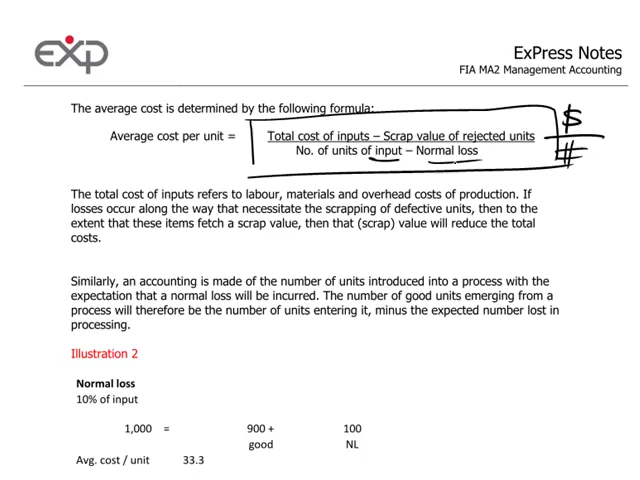 exp
ExPress Notes
FIA MA2 Management Accounting
The average cost is determined by the following formula:
Average cost per unit = Total cost of inputs – Scrap value of rejected units
No. of units of input – Normal loss
$
#
The total cost of inputs refers to labour, materials and overhead costs of production. If
losses occur along the way that necessitate the scrapping of defective units, then to the
extent that these items fetch a scrap value, then that (scrap) value will reduce the total
costs.
Similarly, an accounting is made of the number of units introduced into a process with the
expectation that a normal loss will be incurred. The number of good units emerging from a
process will therefore be the number of units entering it, minus the expected number lost in
processing.
Illustration 2
Normal loss
10% of input
1,000 = 900 + 100
good NL
Avg. cost / unit 33.3